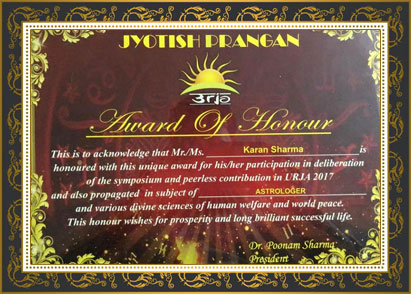 JYOTISH PRANGAN
ऊर्जा
Award Of Honour
This is to acknowledge that Mr./Ms. Karan Sharma is
honoured with this unique award for his/her participation in deliberation
of the symposium and peerless contribution in URJA 2017
and also propagated in subject of ASTROLOGER
and various divine sciences of human welfare and world peace.
This honour wishes for prosperity and long brilliant successful life.
Dr. Poonam Sharma
President